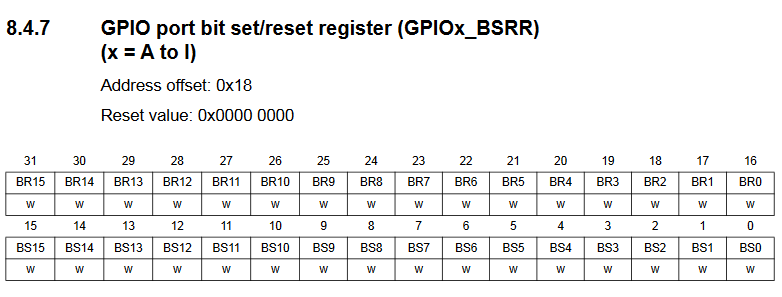 8.4.7 GPIO port bit set/reset register (GPIOx_BSRR)
(x = A to I)
Address offset: 0x18
Reset value: 0x0000 0000
31 30 29 28 27 26 25 24 23 22 21 20 19 18 17 16
BR15 BR14 BR13 BR12 BR11 BR10 BR9 BR8 BR7 BR6 BR5 BR4 BR3 BR2 BR1 BR0
w w w w w w w w w w w w w w w w
15 14 13 12 11 10 9 8 7 6 5 4 3 2 1 0
BS15 BS14 BS13 BS12 BS11 BS10 BS9 BS8 BS7 BS6 BS5 BS4 BS3 BS2 BS1 BS0
w w w w w w w w w w w w w w w w